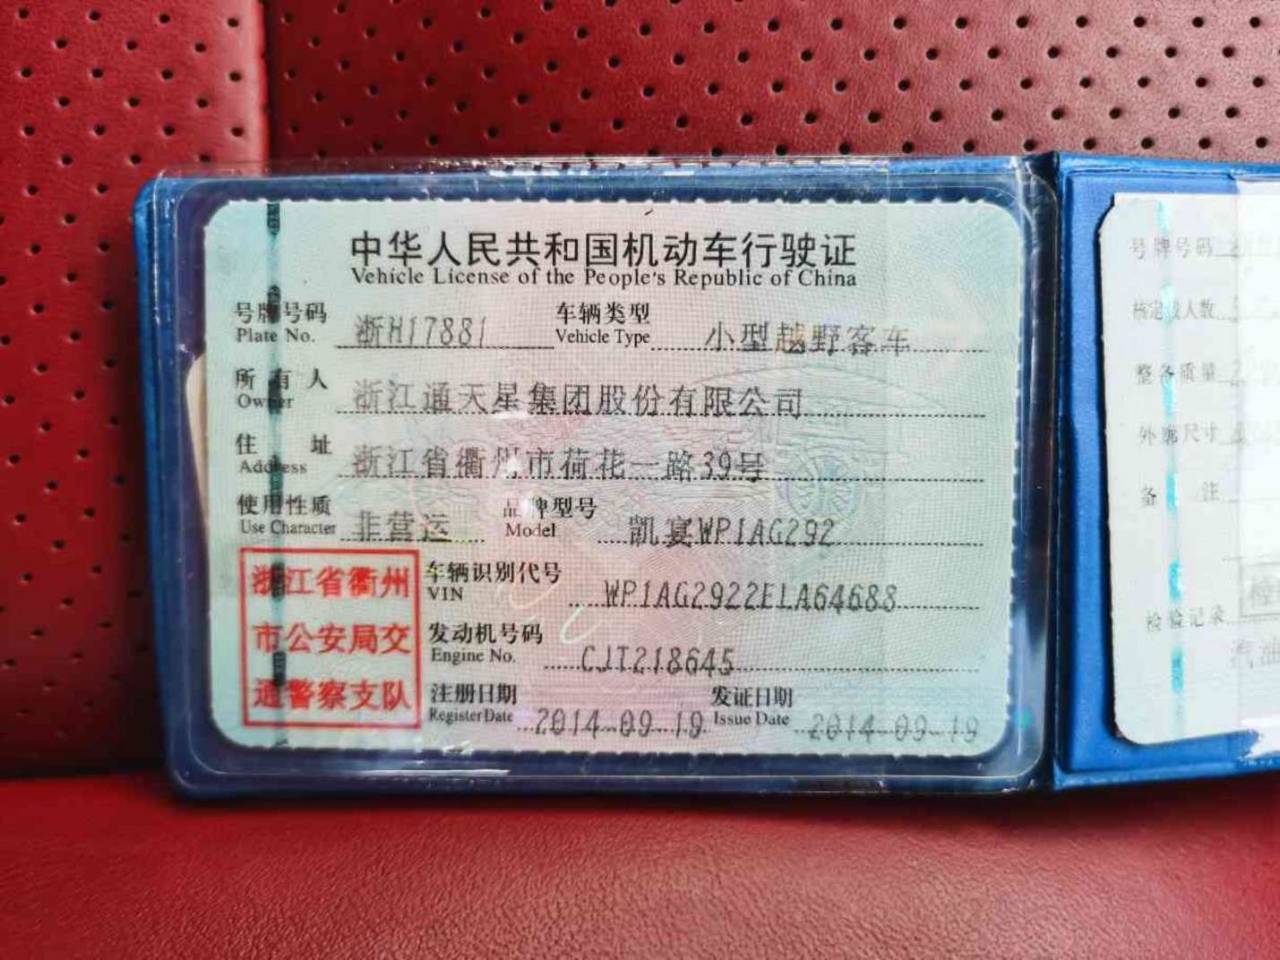 中华人民共和国机动车行驶证
Vehicle License of the People's Republic of China
号牌号码 浙H17881 车辆类型 小型越野客车
Plate No. Vehicle Type
所有人 浙江通天星集团股份有限公司
Owner
住址 浙江省衢州市荷花一路39号
Address
使用性质 非营运 品牌型号 凯宴WP1AG292
Use Character Model
浙江省衢州
市公安局交
通警察支队
车辆识别代号 WP1AG2922ELA64688
VIN
发动机号码 CJT218645
Engine No.
注册日期 2014-09-19 发证日期 2014-09-19
Register Date Issue Date
号牌号码
核定载人数
整备质量
外廓尺寸
备注
检验记录
汽油